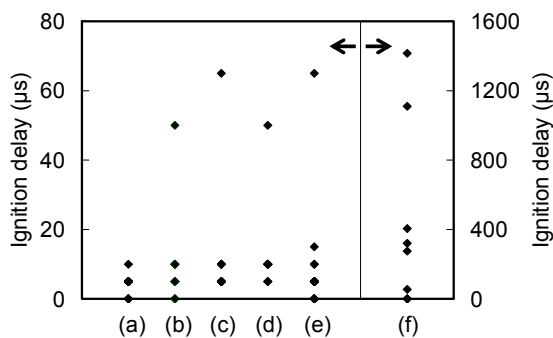 80 1600
60 1200
40 800
20 400
0 0
Ignition delay (μs)
Ignition delay (μs)
(a) (b) (c) (d) (e) (f)